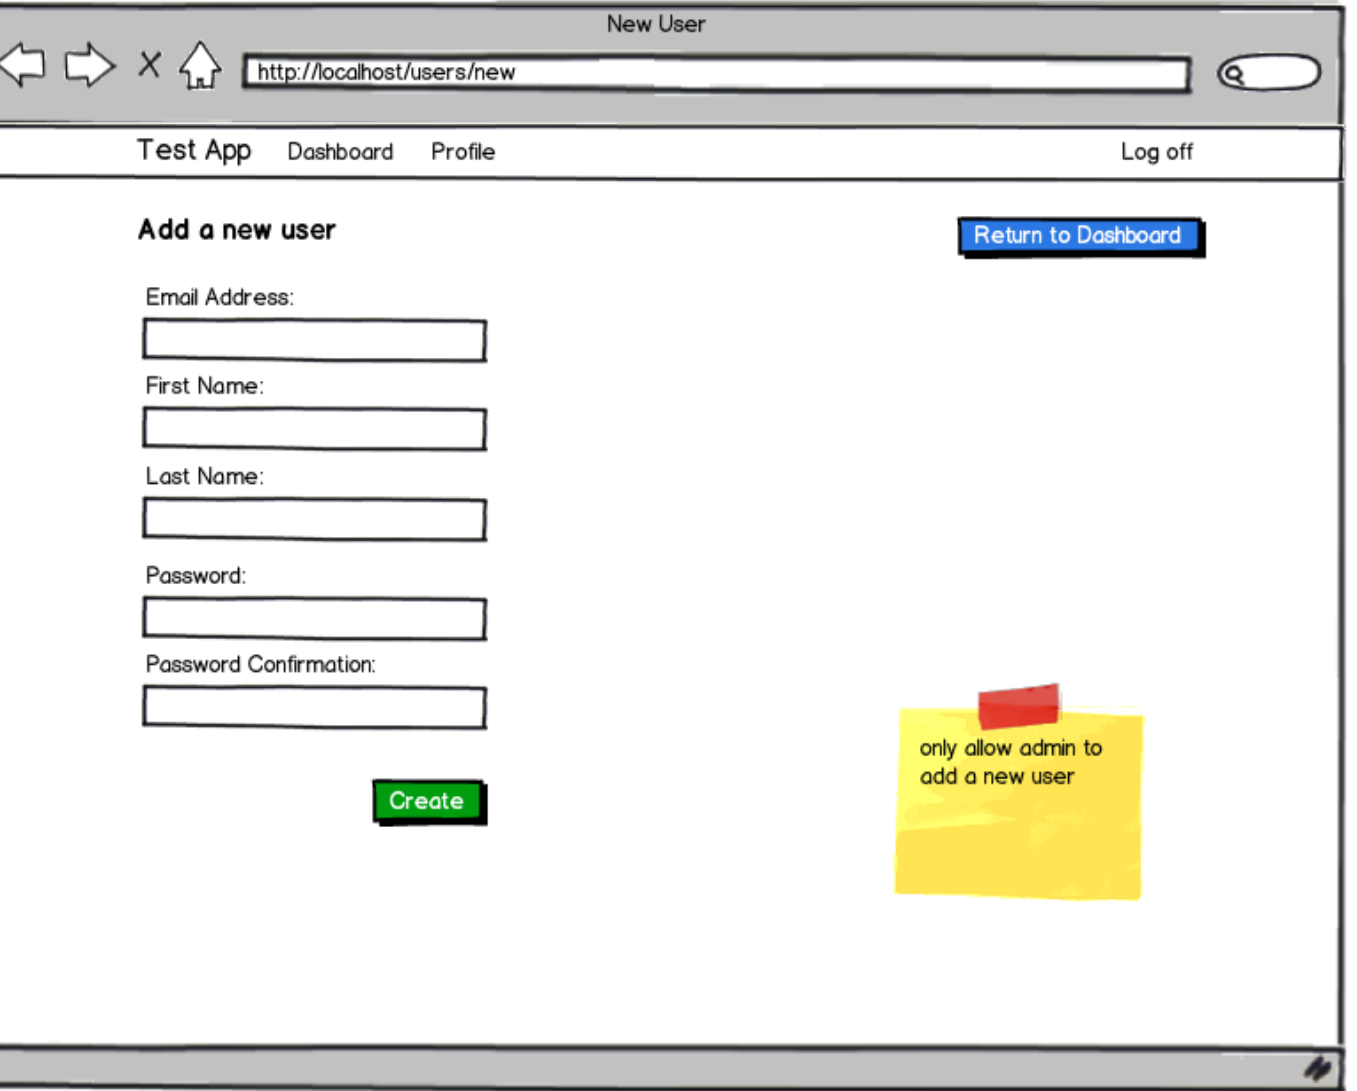 New User
http://localhost/users/new
Test App Dashboard Profile Log off
Add a new user
Return to Dashboard
Email Address:
First Name:
Last Name:
Password:
Password Confirmation:
only allow admin to
add a new user
Create